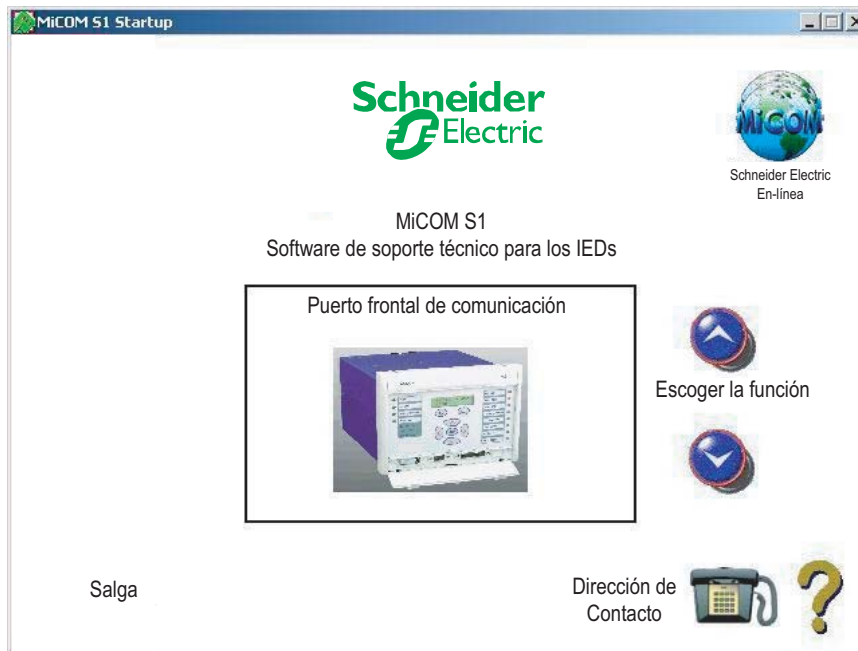 MiCOM S1 Startup
Schneider
Electric
MiCOM
Schneider Electric
En-línea
MiCOM S1
Software de soporte técnico para los IEDs
Puerto frontal de comunicación
Escoger la función
Salga
Dirección de
Contacto
?